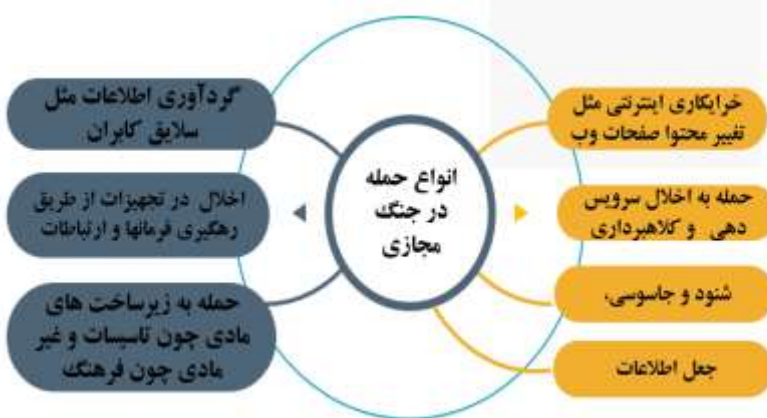 انواع حمله
در جنگ
مجازی
خرابکاری اینترنتی مثل
تغییر محتوا صفحات وب
حمله به اخلال سرویس
دهی و کلاهبرداری
شنود و جاسوسی،
جعل اطلاعات
گردآوری اطلاعات مثل
سلایق کابران
اخلال در تجهیزات از طریق
رهگیری فرمانها و ارتباطات
حمله به زیرساخت های
مادی چون تاسیسات و غیر
مادی چون فرهنگ